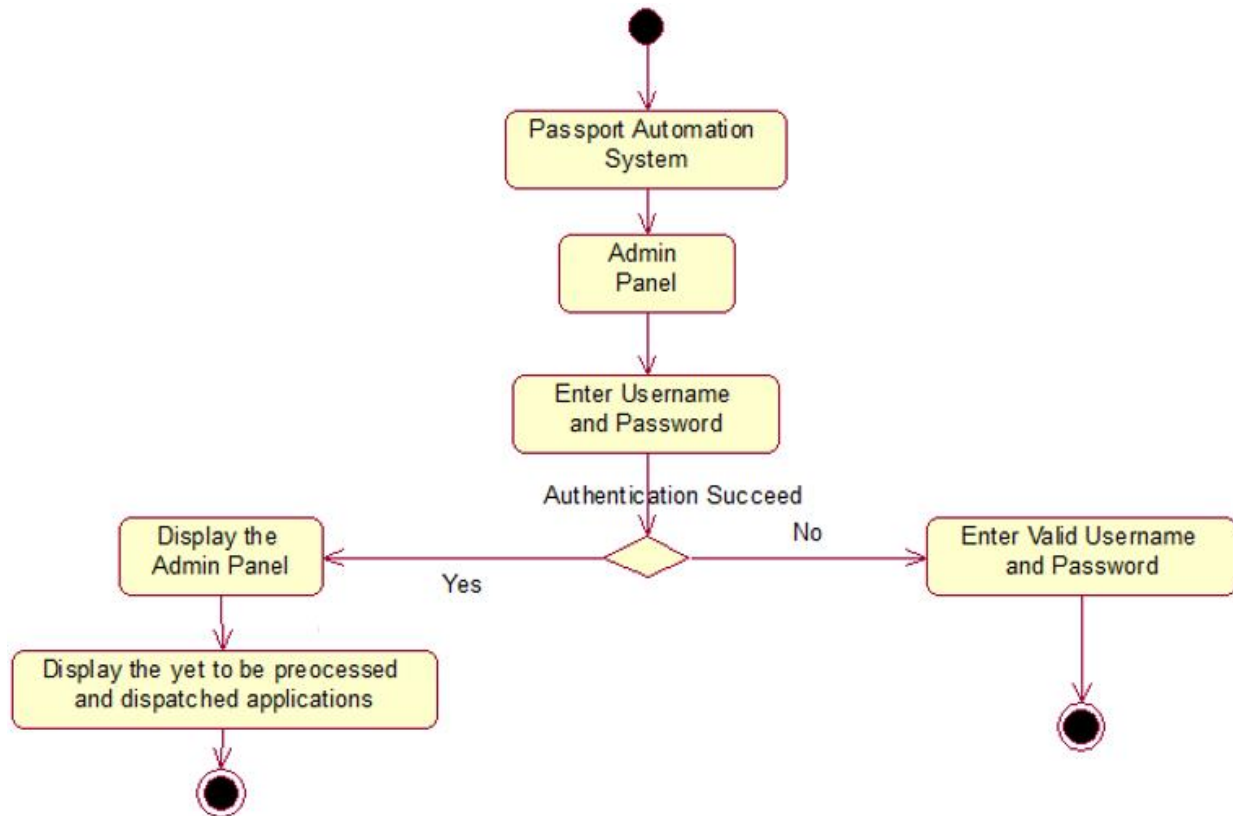 Passport Automation
System
Admin
Panel
Enter Username
and Password
Authentication Succeed
No
Yes
Display the
Admin Panel
Enter Valid Username
and Password
Display the yet to be preocessed
and dispatched applications